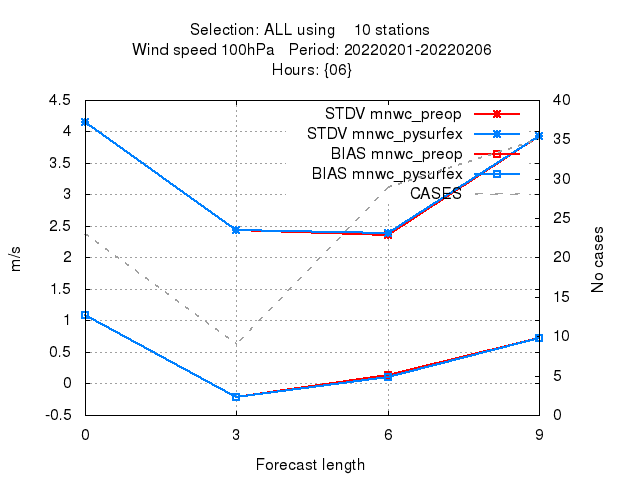 Selection: ALL using 10 stations
Wind speed 100hPa Period: 20220201-20220206
Hours: {06}
STDV mnwc_preop
STDV mnwc_pysurfex
BIAS mnwc_preop
BIAS mnwc_pysurfex
CASES
4.5
4
3.5
3
2.5
2
1.5
1
0.5
0
-0.5
40
35
30
25
20
15
10
5
0
m/s
No cases
0 3 6 9
Forecast length